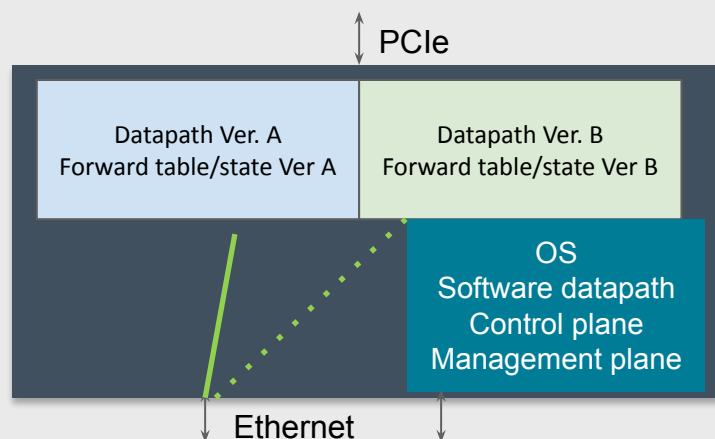 PCIe
Datapath Ver. A
Forward table/state Ver A
Datapath Ver. B
Forward table/state Ver B
OS
Software datapath
Control plane
Management plane
Ethernet